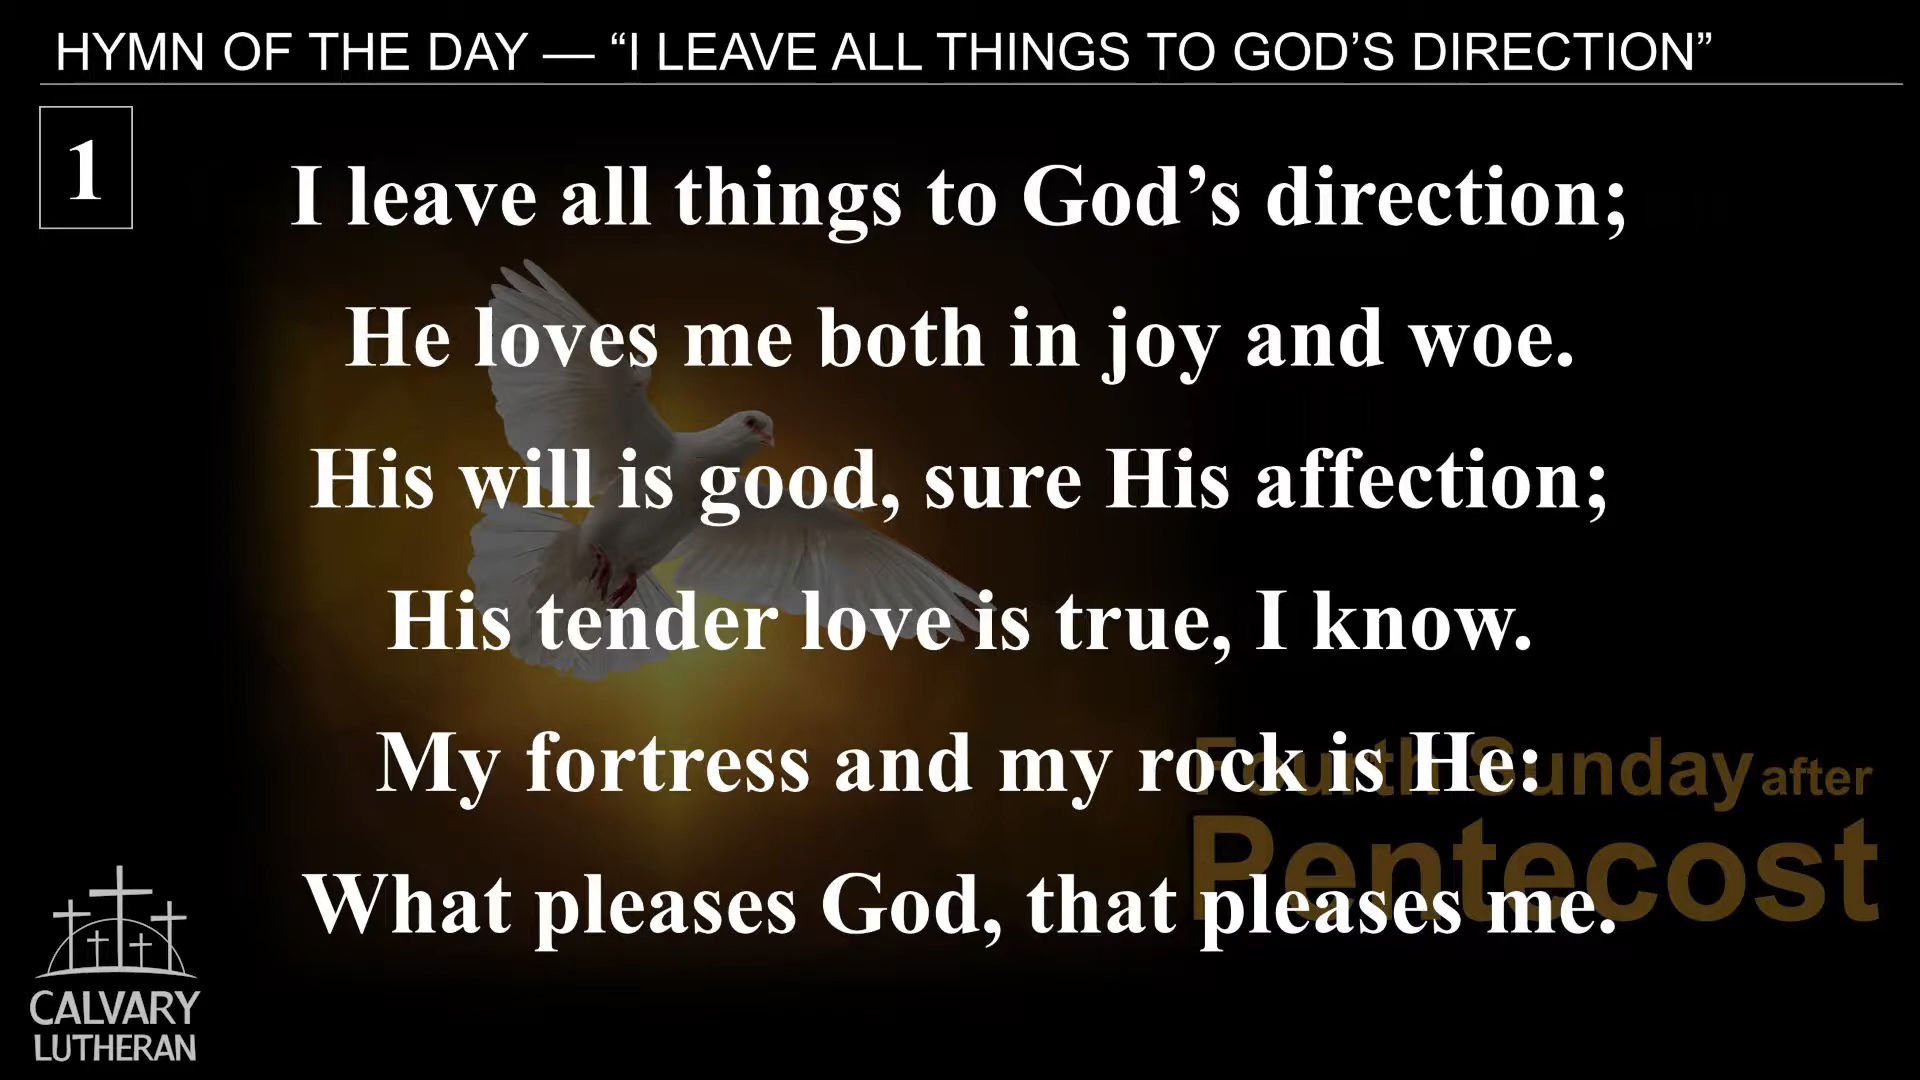 HYMN OF THE DAY — “I LEAVE ALL THINGS TO GOD’S DIRECTION”
1
I leave all things to God’s direction;
He loves me both in joy and woe.
His will is good, sure His affection;
His tender love is true, I know.
My fortress and my rock is He:
What pleases God, that pleases me.
Fourth Sunday after
Pentecost
CALVARY
LUTHERAN